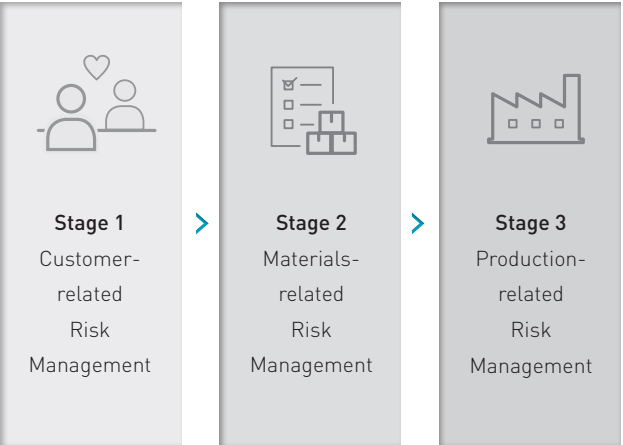 Stage 1
Customer-
related
Risk
Management
Stage 2
Materials-
related
Risk
Management
Stage 3
Production-
related
Risk
Management